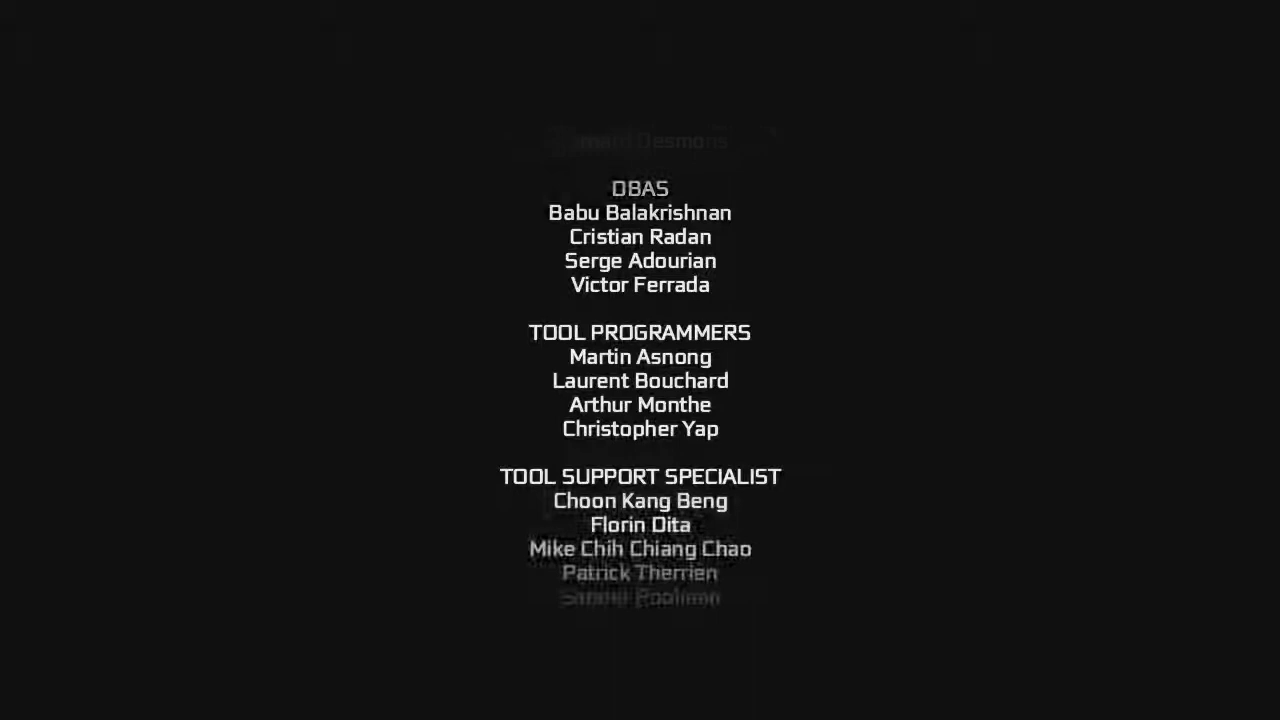 DBAS
Babu Balakrishnan
Cristian Radan
Serge Adourian
Victor Ferrada
TOOL PROGRAMMERS
Martin Asnong
Laurent Bouchard
Arthur Monthe
Christopher Yap
TOOL SUPPORT SPECIALIST
Choon Kang Beng
Florin Dita
Mike Chih Chiang Chao
Patrick Therrien